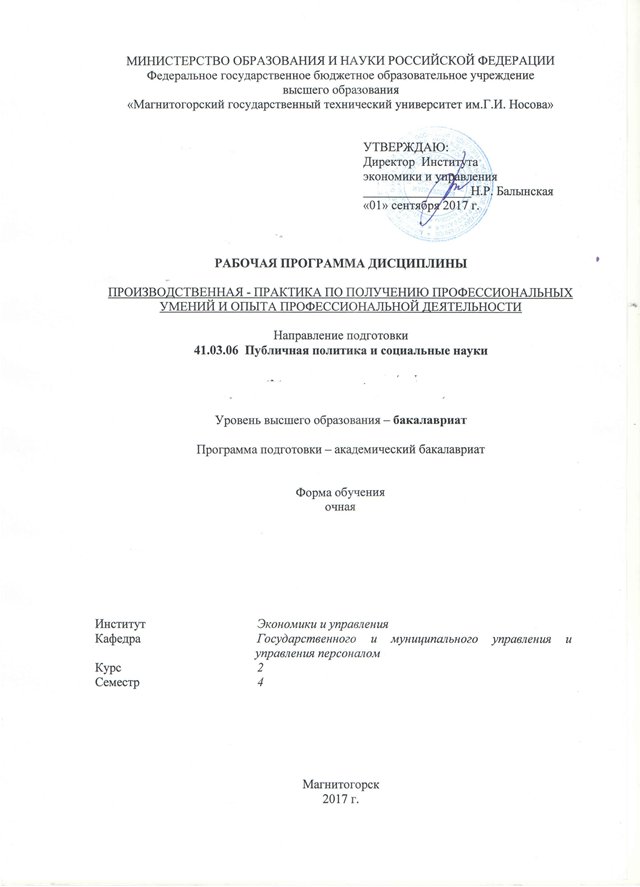 МИНИСТЕРСТВО ОБРАЗОВАНИЯ И НАУКИ РОССИЙСКОЙ ФЕДЕРАЦИИ
Федеральное государственное бюджетное образовательное учреждение
высшего образования
«Магнитогорский государственный технический университет им.Г.И. Носова»
УТВЕРЖДАЮ:
Директор Института
экономики и управления
Н.Р. Балынская
«01» сентября 2017 г.
РАБОЧАЯ ПРОГРАММА ДИСЦИПЛИНЫ
ПРОИЗВОДСТВЕННАЯ - ПРАКТИКА ПО ПОЛУЧЕНИЮ ПРОФЕССИОНАЛЬНЫХ
УМЕНИЙ И ОПЫТА ПРОФЕССИОНАЛЬНОЙ ДЕЯТЕЛЬНОСТИ
Направление подготовки
41.03.06 Публичная политика и социальные науки
Уровень высшего образования – бакалавриат
Программа подготовки – академический бакалавриат
Форма обучения
очная
Институт Экономики и управления
Кафедра Государственного и муниципального управления и
управления персоналом
Курс 2
Семестр 4
Магнитогорск
2017 г.